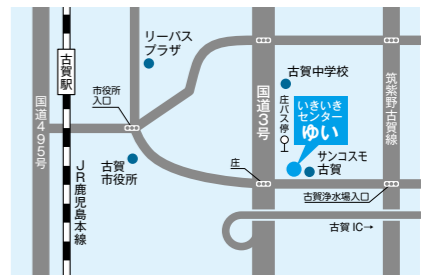 リーパス
プラザ
古賀駅
国道495号
市役所
入口
JR鹿児島本線
古賀
市役所
国道3号
古賀中学校
庄バス停
いきいき
センター
ゆい
筑紫野古賀線
サンコスモ
古賀
庄
古賀浄水場入口
古賀IC→